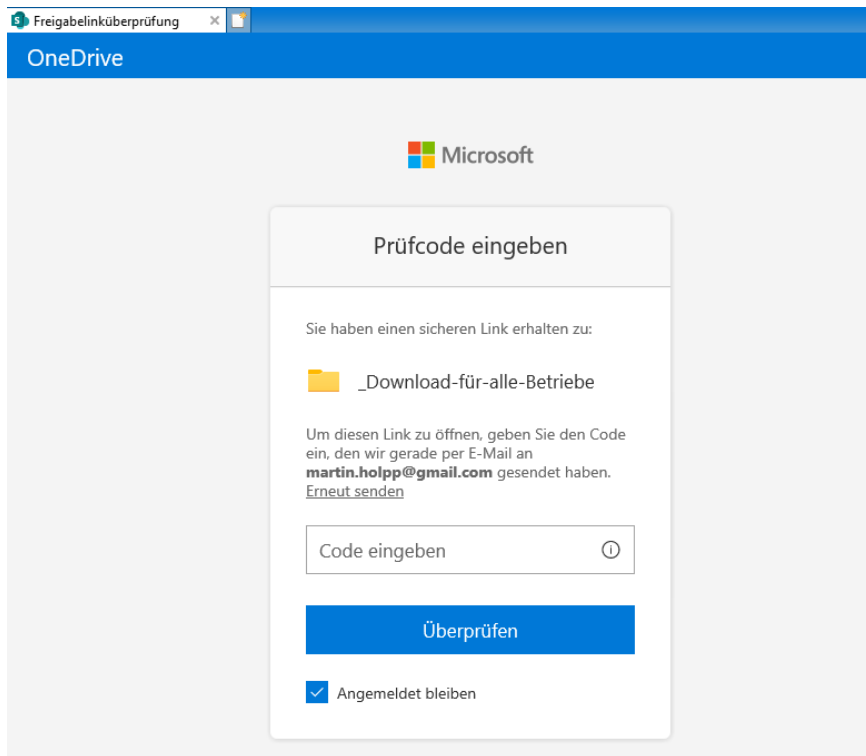 Freigabelinküberprüfung
OneDrive
Microsoft
Prüfcode eingeben
Sie haben einen sicheren Link erhalten zu:
_Download-für-alle-Betriebe
Um diesen Link zu öffnen, geben Sie den Code
ein, den wir gerade per E-Mail an
martin.holpp@gmail.com gesendet haben.
Erneut senden
Code eingeben
Überprüfen
Angemeldet bleiben